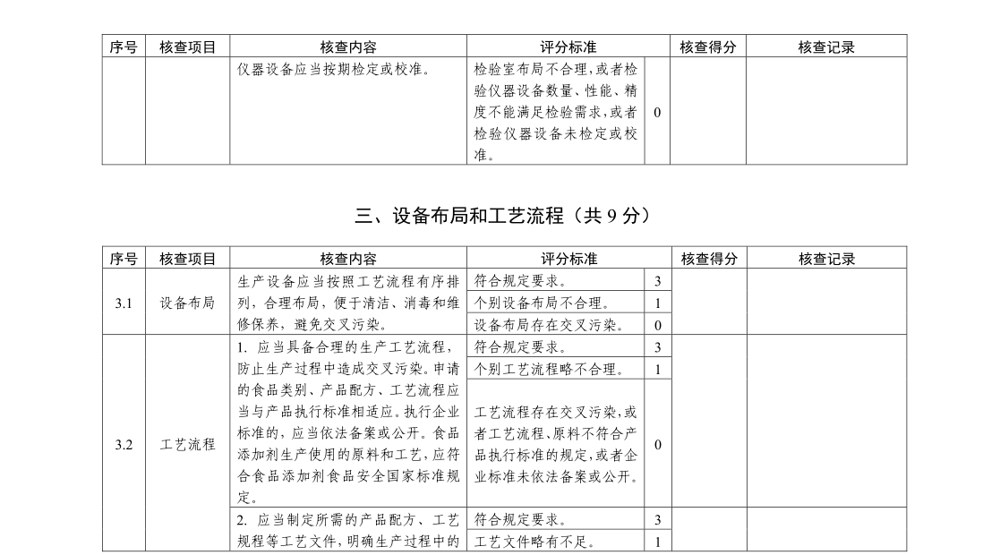 序号 核查项目 核查内容 评分标准 核查得分 核查记录
仪器设备应当按期检定或校准。
检验室布局不合理,或者检
验仪器设备数量、性能、精
度不能满足检验需求,或者
检验仪器设备未检定或校
准。
0
三、设备布局和工艺流程（共 9 分）
序号 核查项目 核查内容 评分标准 核查得分 核查记录
3.1
设备布局
生产设备应当按照工艺流程有序排
列，合理布局，便于清洁、消毒和维
修保养，避免交叉污染。
符合规定要求。 3
个别设备布局不合理。 1
设备布局存在交叉污染。 0
3.2
工艺流程
1. 应当具备合理的生产工艺流程，
防止生产过程中造成交叉污染。申请
的食品类别、产品配方、工艺流程应
当与产品执行标准相适应。执行企业
标准的，应当依法备案或公开。食品
添加剂生产使用的原料和工艺,应符
合食品添加剂食品安全国家标准规
定。
符合规定要求。 3
个别工艺流程略不合理。 1
工艺流程存在交叉污染,或
者工艺流程、原料不符合产
品执行标准的规定,或者企
业标准未依法备案或公开。
0
2. 应当制定所需的产品配方、工艺
规程等工艺文件，明确生产过程中的
符合规定要求。 3
工艺文件略有不足。 1